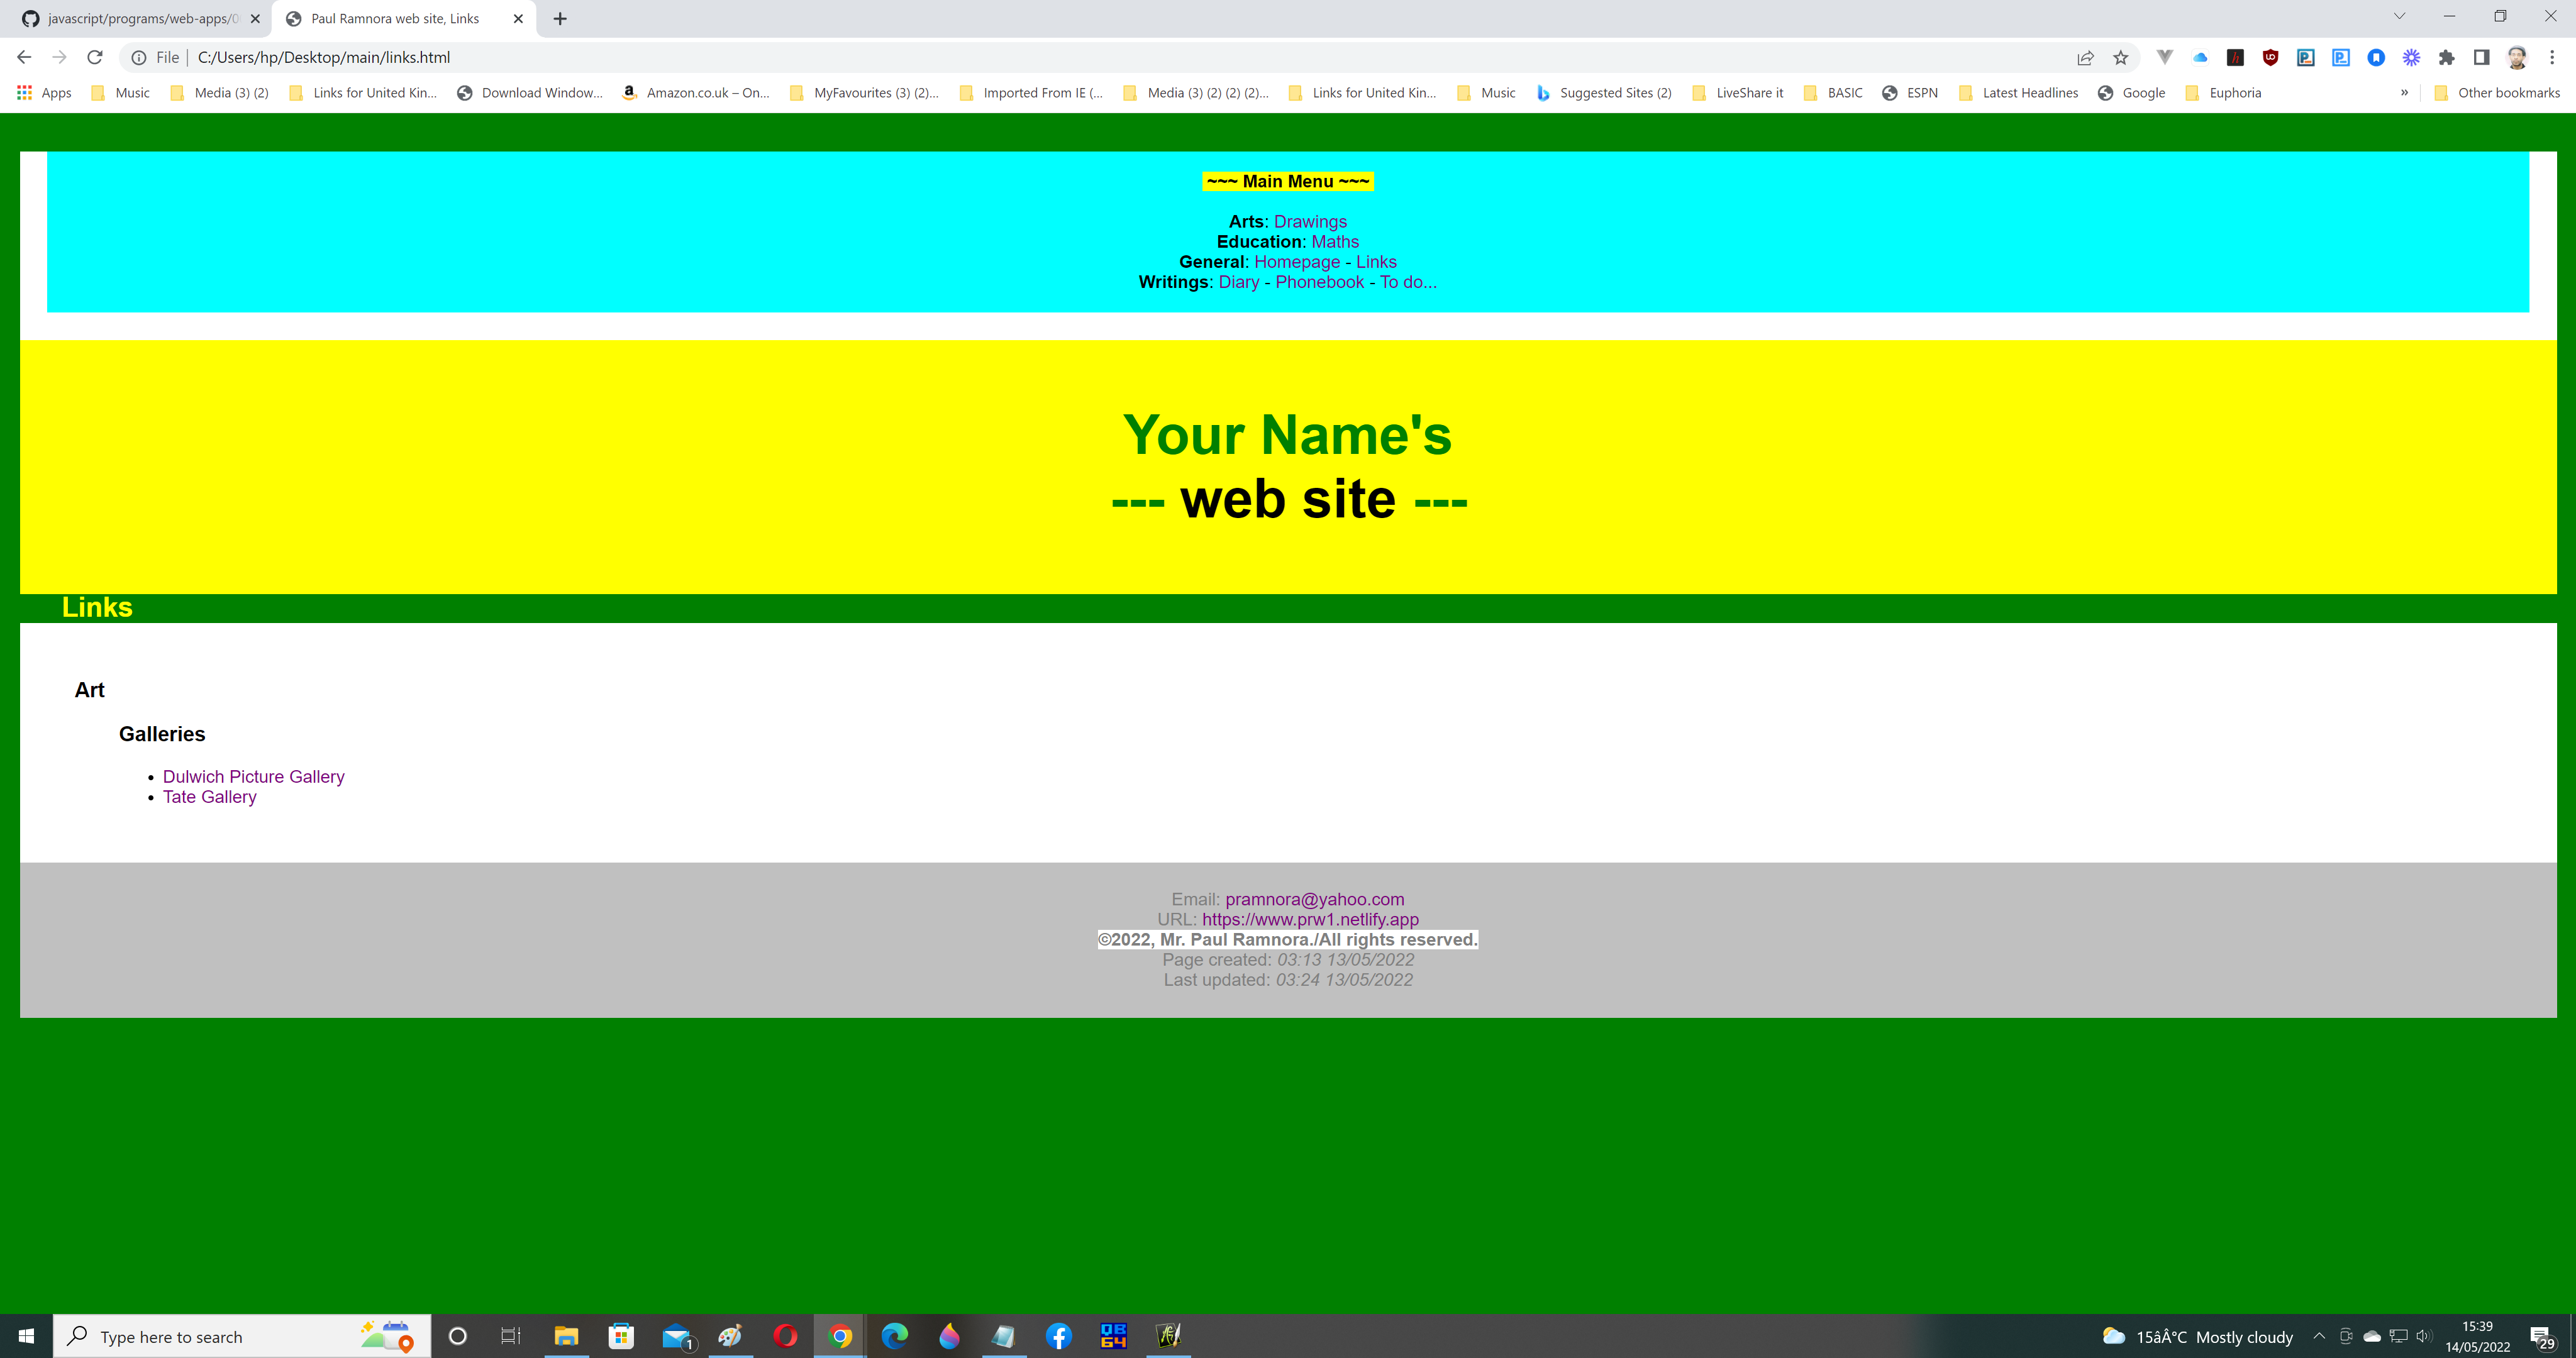 javascript/programs/web-apps/0
Paul Ramnora web site, Links
File | C:/Users/hp/Desktop/main/links.html
Apps Music Media (3) (2) Links for United Kin... Download Window... Amazon.co.uk – On... MyFavourites (3) (2)... Imported From IE (... Media (3) (2) (2) (2)... Links for United Kin... Music Suggested Sites (2) LiveShare it BASIC ESPN Latest Headlines Google Euphoria » Other bookmarks
~~~ Main Menu ~~~
Arts: Drawings
Education: Maths
General: Homepage - Links
Writings: Diary - Phonebook - To do...
Your Name's
--- web site ---
Links
Art
Galleries
• Dulwich Picture Gallery
• Tate Gallery
Email: pramnora@yahoo.com
URL: https://www.prw1.netlify.app
©2022, Mr. Paul Ramnora./All rights reserved.
Page created: 03:13 13/05/2022
Last updated: 03:24 13/05/2022
Type here to search
1
QB
64
15âÂ°C Mostly cloudy
15:39
14/05/2022
29